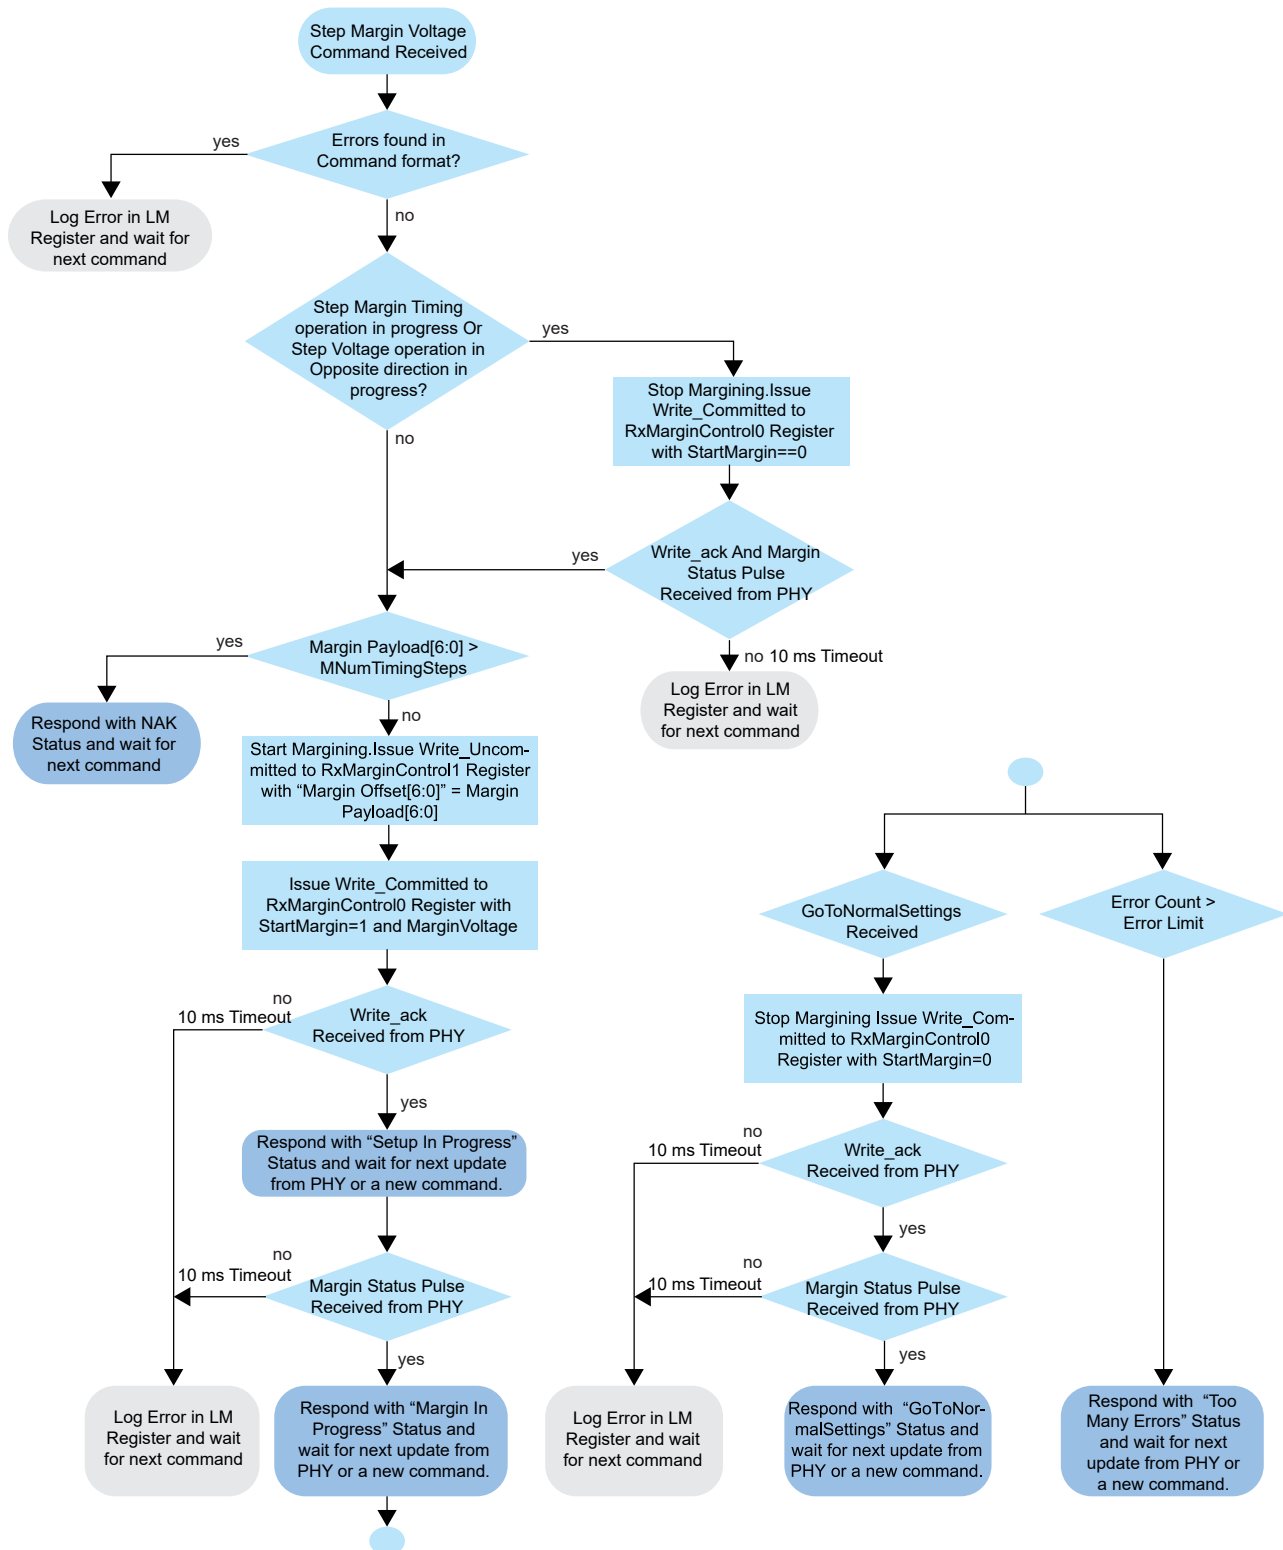 Step Margin Voltage
Command Received
Errors found in
Command format?
yes
no
Log Error in LM
Register and wait for
next command
Step Margin Timing
operation in progress Or
Step Voltage operation in
Opposite direction in
progress?
yes
no
Stop Margining.Issue
Write_Committed to
RxMarginControl0 Register
with StartMargin==0
Write_ack And Margin
Status Pulse
Received from PHY
yes
no 10 ms Timeout
Log Error in LM
Register and wait
for next command
Margin Payload[6:0] >
MNumTimingSteps
yes
no
Respond with NAK
Status and wait for
next command
Start Margining.Issue Write_Uncom-
mitted to RxMarginControl1 Register
with “Margin Offset[6:0]” = Margin
Payload[6:0]
Issue Write_Committed to
RxMarginControl0 Register with
StartMargin=1 and MarginVoltage
Write_ack
Received from PHY
no
10 ms Timeout
yes
Respond with “Setup In Progress”
Status and wait for next update
from PHY or a new command.
Margin Status Pulse
Received from PHY
no
10 ms Timeout
yes
Log Error in LM
Register and wait
for next command
Respond with “Margin In
Progress” Status and
wait for next update from
PHY or a new command.
GoToNormalSettings
Received
Error Count >
Error Limit
Stop Margining Issue Write_Com-
mitted to RxMarginControl0
Register with StartMargin=0
Write_ack
Received from PHY
no
10 ms Timeout
yes
Margin Status Pulse
Received from PHY
no
10 ms Timeout
yes
Log Error in LM
Register and wait
for next command
Respond with “GoToNor-
malSettings” Status and
wait for next update from
PHY or a new command.
Respond with “Too
Many Errors” Status
and wait for next
update from PHY or
a new command.